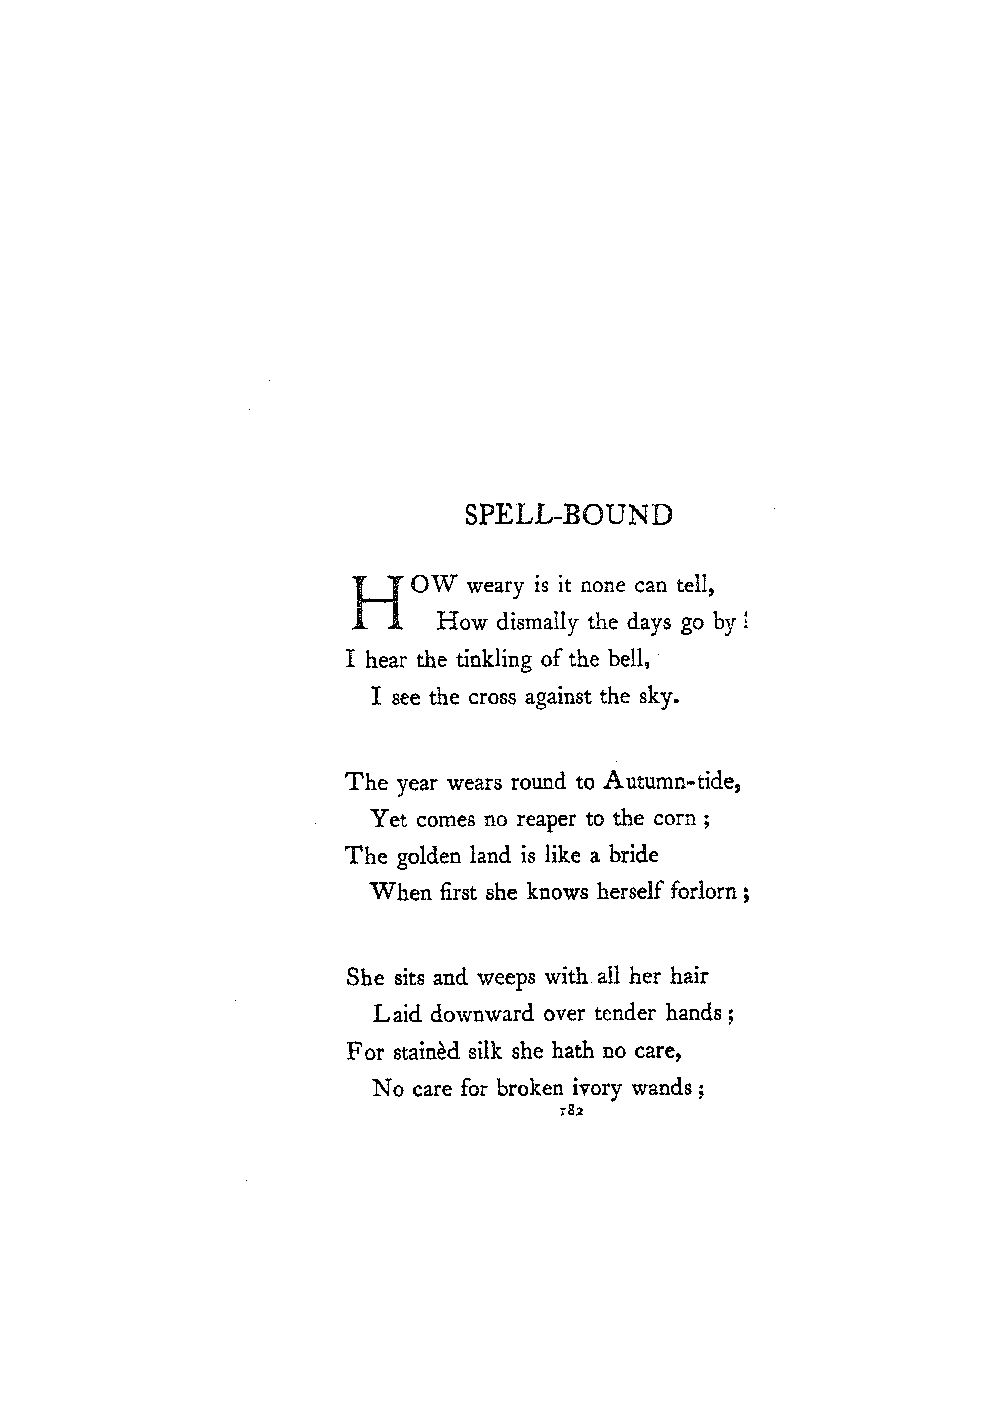 SPELL-BOUND
HOW weary is it none can tell,
How dismally the days go by!
I hear the tinkling of the bell,
I see the cross against the sky.
The year wears round to Autumn-tide,
Yet comes no reaper to the corn;
The golden land is like a bride
When first she knows herself forlorn;
She sits and weeps with all her hair
Laid downward over tender hands;
For stainèd silk she hath no care,
No care for broken ivory wands;
182